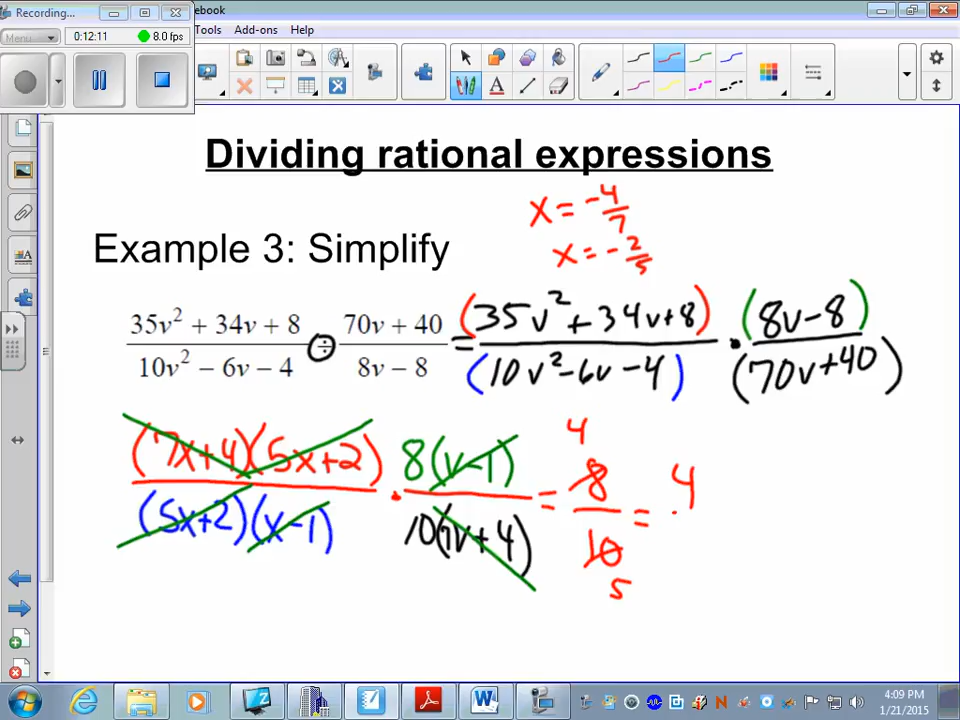 Recording...
ebook
Menu
0:12:11
8.0 fps
Tools Add-ons Help
Dividing rational expressions
x = -4/7
Example 3: Simplify
x = -2/5
(35v² + 34v + 8)/(10v² − 6v − 4) ÷ (70v + 40)/(8v − 8) = (35v² + 34v + 8)/(10v² - 6v - 4) · (8v - 8)/(70v + 40)
(7x+4)(5x+2)/(5x+2)(x-1) · 8(v-1)/10(7v+4) = 4 8/10 5 = 4
4:09 PM
1/21/2015